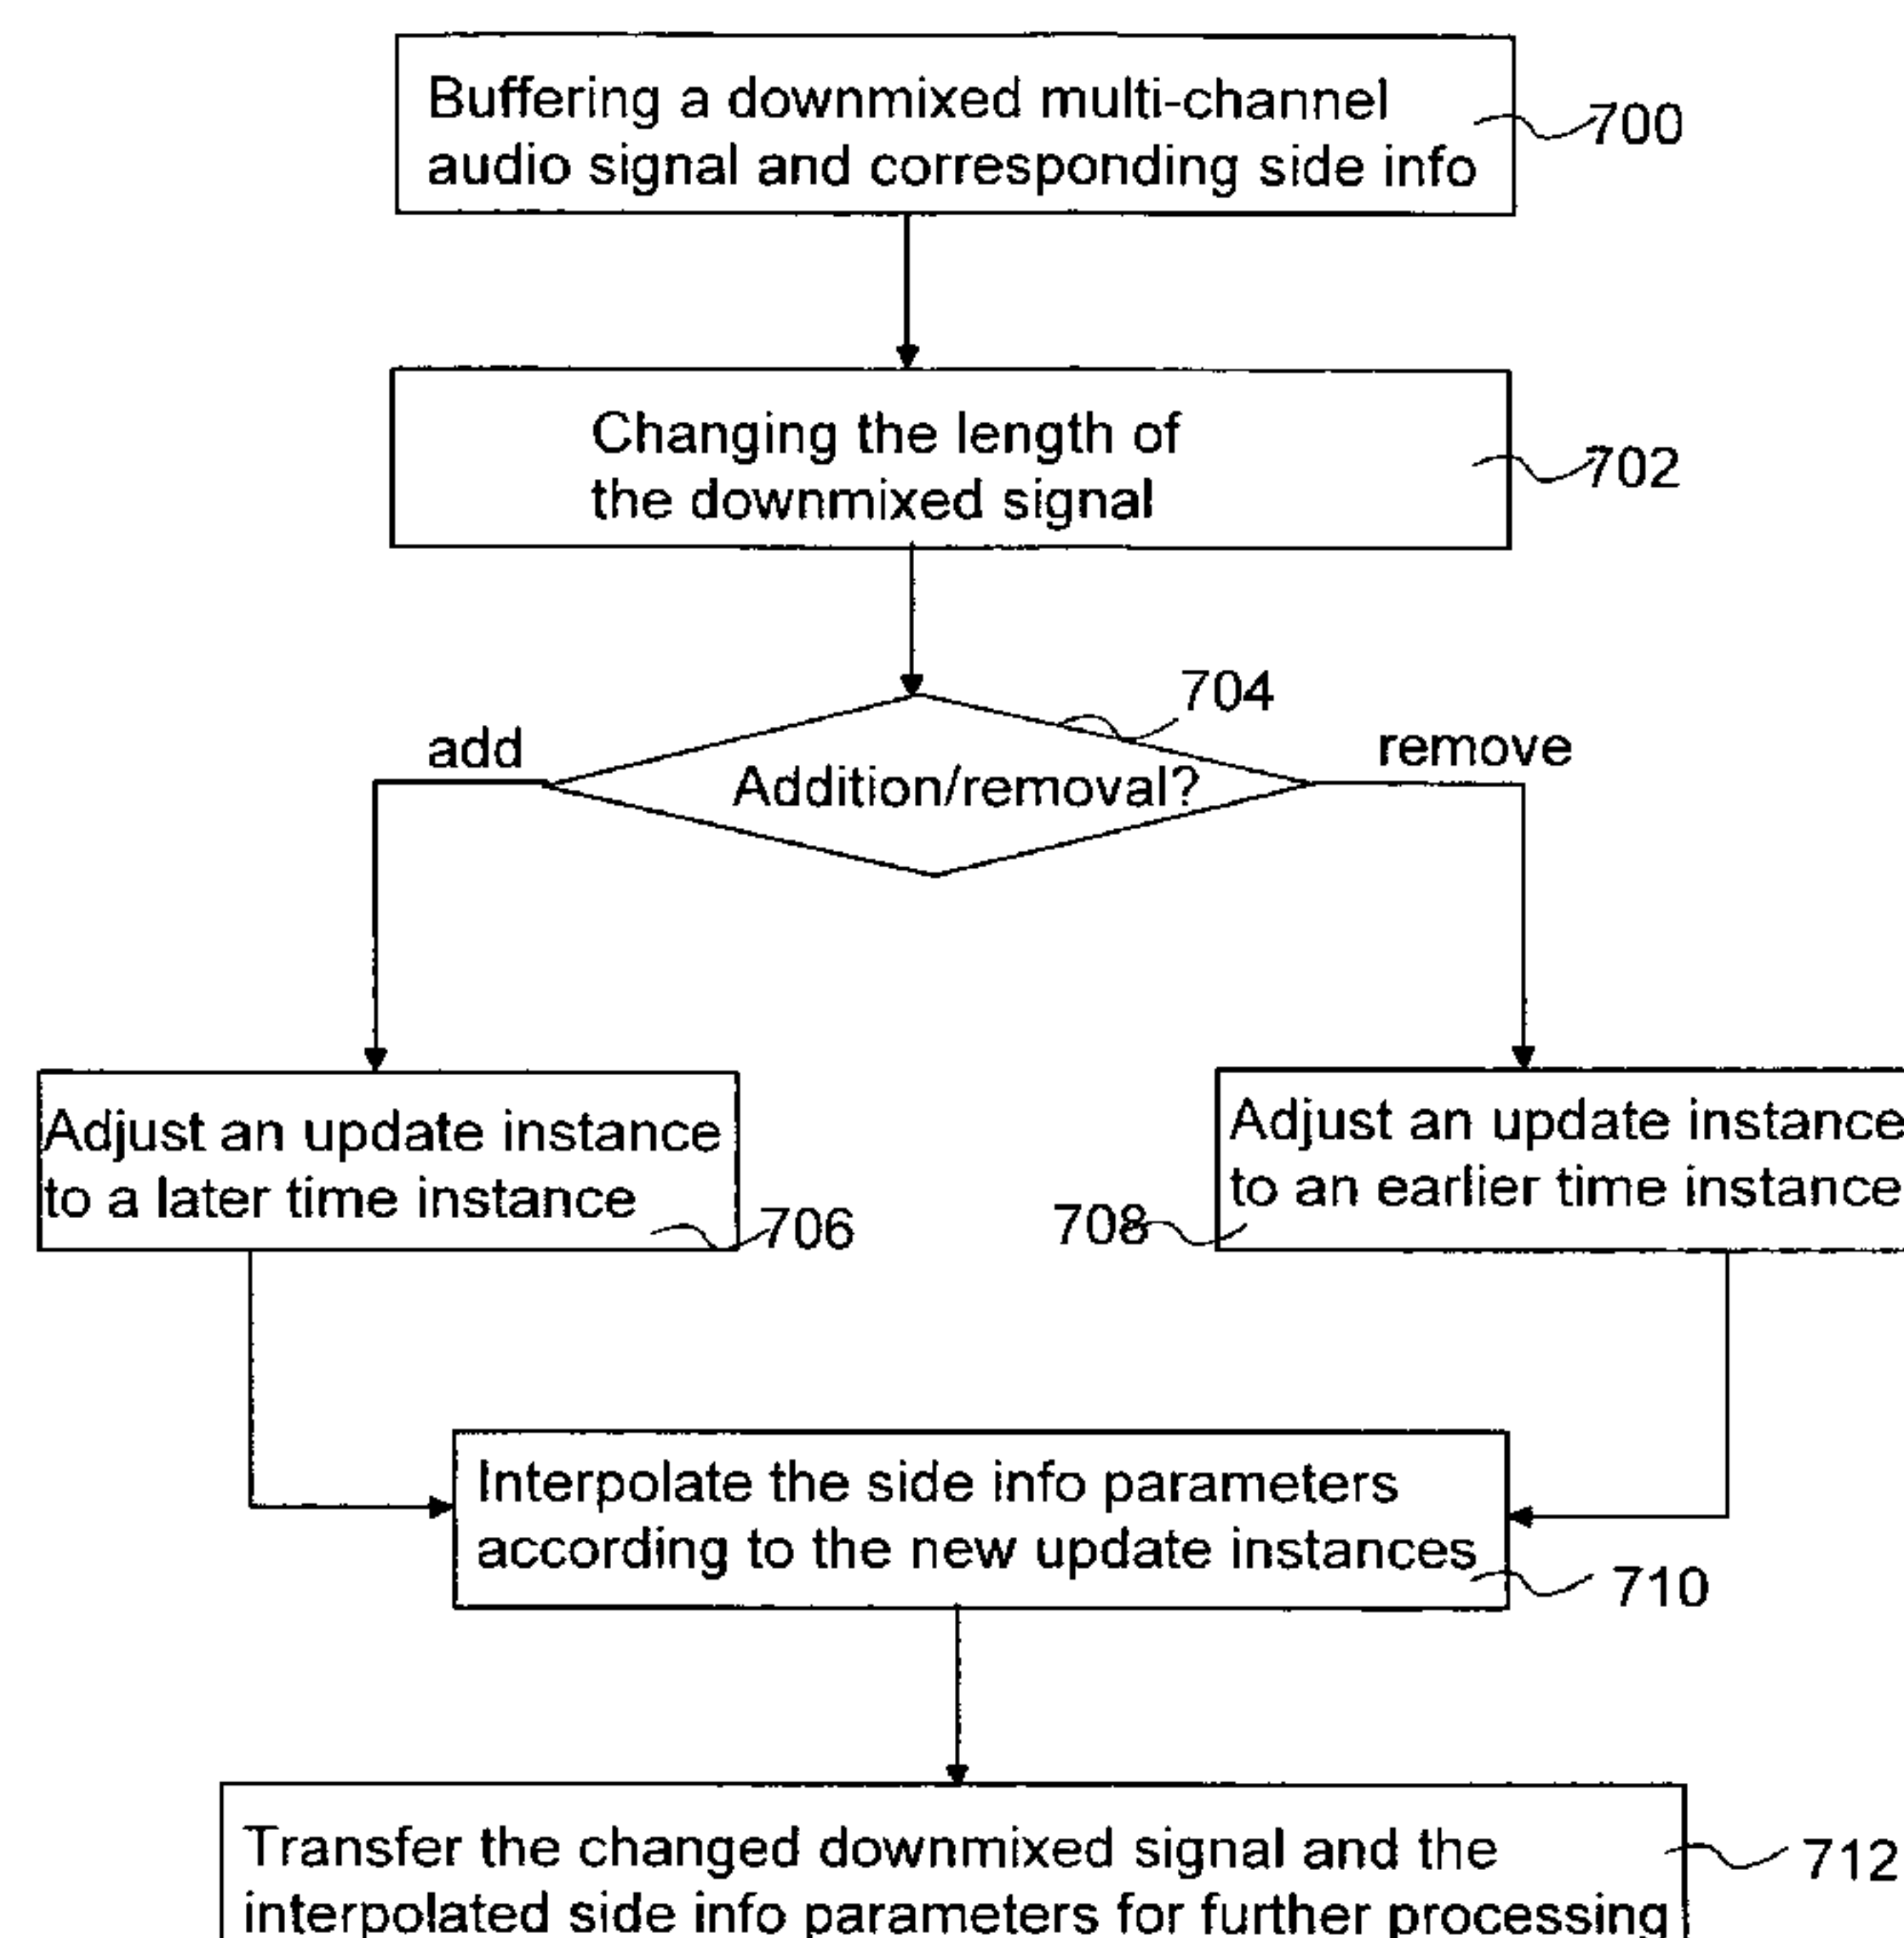 Buffering a downmixed multi-channel
audio signal and corresponding side info
700
Changing the length of
the downmixed signal
702
704
add
remove
Addition/removal?
Adjust an update instance
to a later time instance
706
Adjust an update instance
to an earlier time instance
708
Interpolate the side info parameters
according to the new update instances
710
Transfer the changed downmixed signal and the
interpolated side info parameters for further processing
712